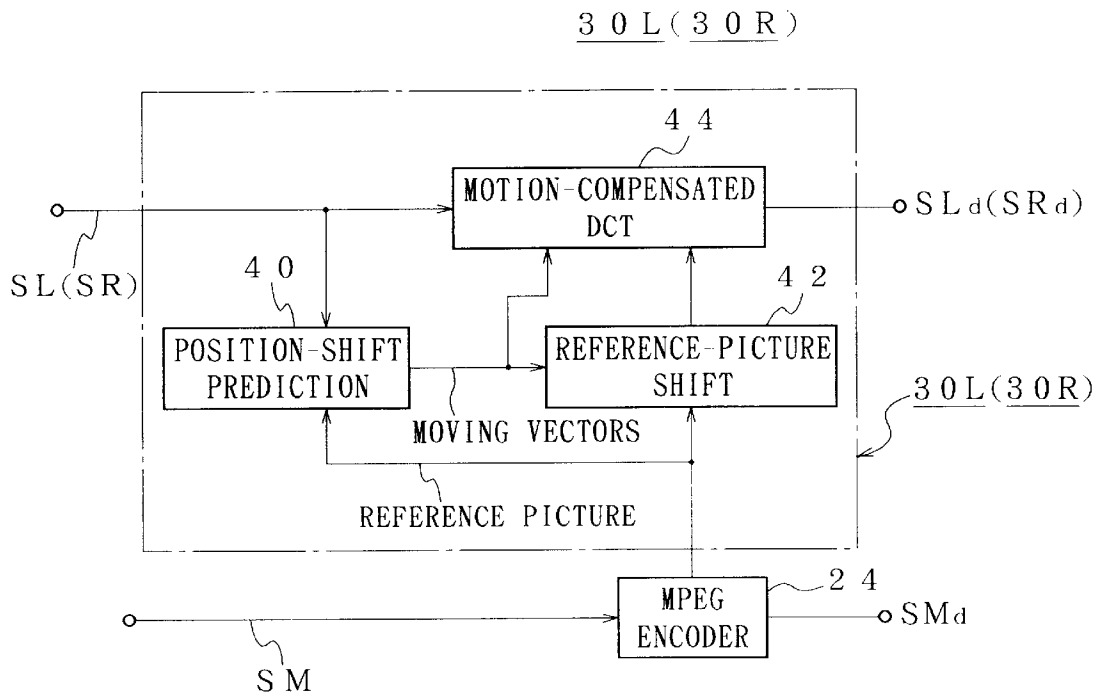 30L(30R)
44
MOTION-COMPENSATED
DCT
SLd(SRd)
SL(SR)
40
42
POSITION-SHIFT
PREDICTION
REFERENCE-PICTURE
SHIFT
30L(30R)
MOVING VECTORS
REFERENCE PICTURE
24
MPEG
ENCODER
SMd
SM